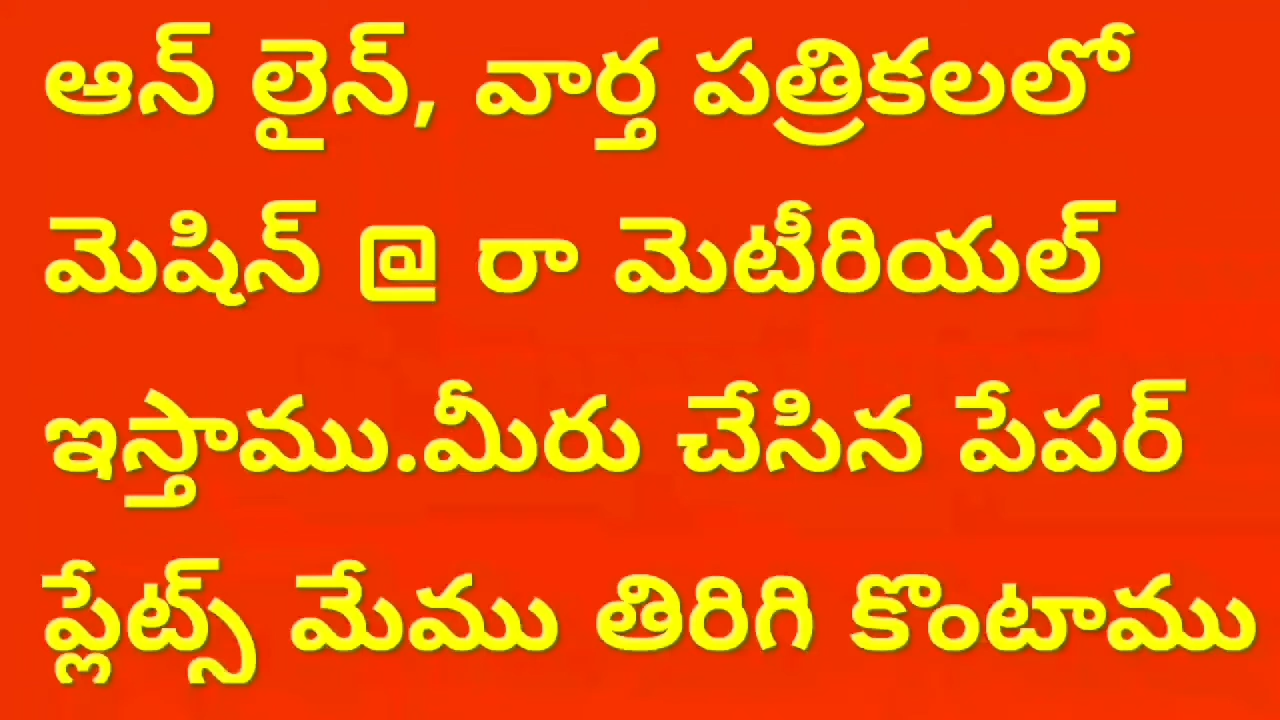 ఆన్ లైన్, వార్త పత్రికలలో
మెషిన్ @ రా మెటీరియల్
ఇస్తాము.మీరు చేసిన పేపర్
ప్లేట్స్ మేము తిరిగి కొంటాము